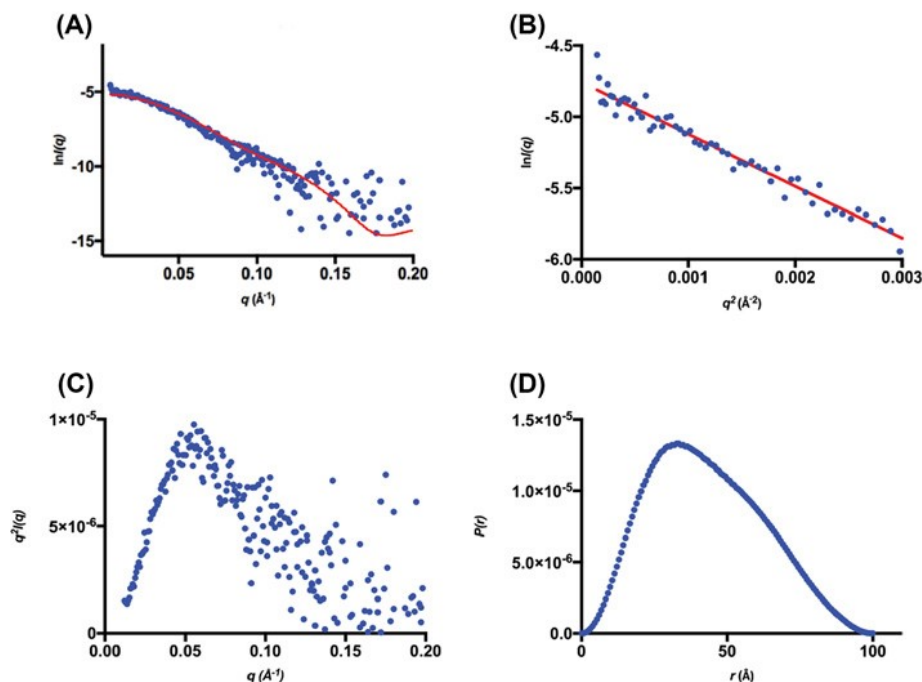 (A)
-5
-10
-15
lnI(q)
0.05 0.10 0.15 0.20
q (Å⁻¹)
(B)
-4.5
-5.0
-5.5
-6.0
lnI(q)
0.000 0.001 0.002 0.003
q² (Å⁻²)
(C)
1×10⁻⁵
5×10⁻⁶
0
q²I(q)
0.00 0.05 0.10 0.15 0.20
q (Å⁻¹)
(D)
1.5×10⁻⁵
1.0×10⁻⁵
5.0×10⁻⁶
0.0
P(r)
0 50 100
r (Å)